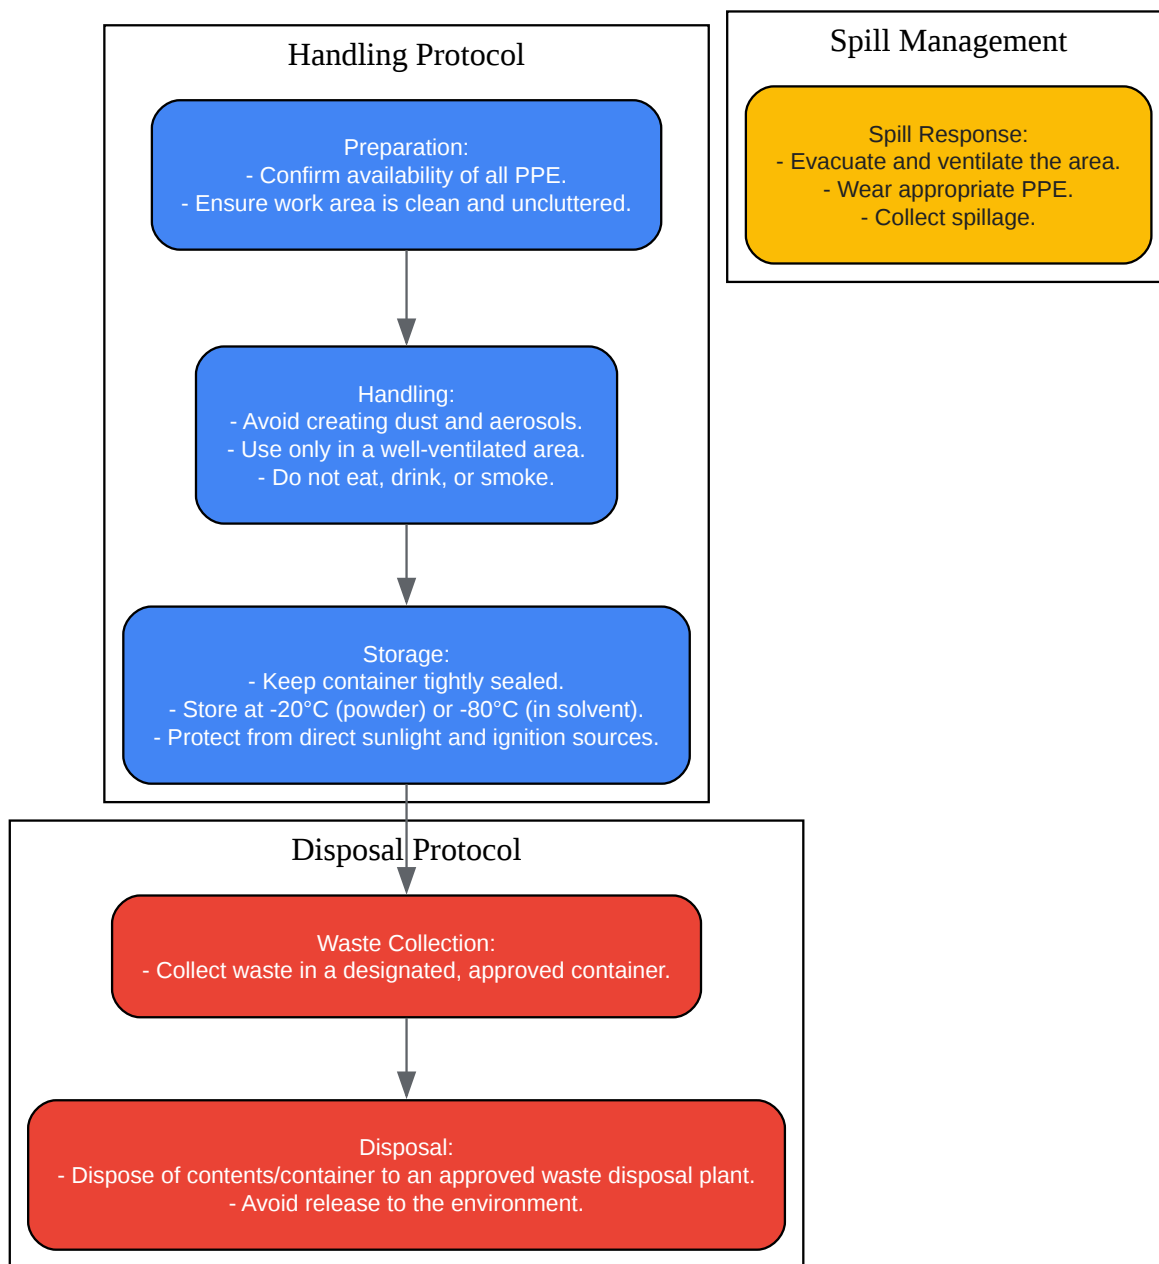 Handling Protocol
Preparation:
- Confirm availability of all PPE.
- Ensure work area is clean and uncluttered.
Handling:
- Avoid creating dust and aerosols.
- Use only in a well-ventilated area.
- Do not eat, drink, or smoke.
Storage:
- Keep container tightly sealed.
- Store at -20°C (powder) or -80°C (in solvent).
- Protect from direct sunlight and ignition sources.
Disposal Protocol
Waste Collection:
- Collect waste in a designated, approved container.
Disposal:
- Dispose of contents/container to an approved waste disposal plant.
- Avoid release to the environment.
Spill Management
Spill Response:
- Evacuate and ventilate the area.
- Wear appropriate PPE.
- Collect spillage.